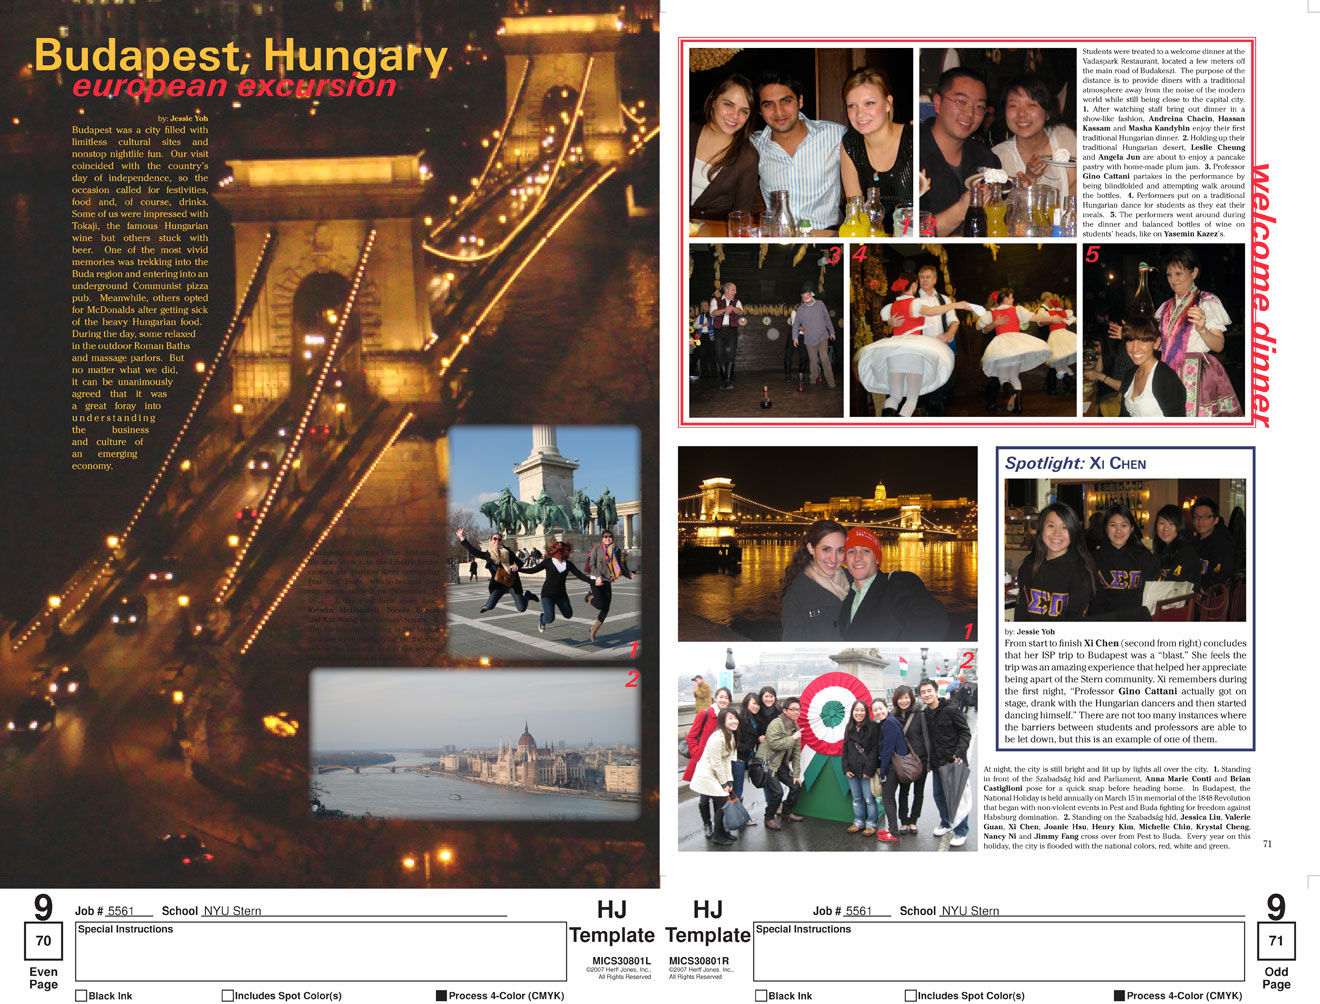 Budapest, Hungary
european excursion
by: Jessie Yoh
Budapest was a city filled with
limitless cultural sites and
nonstop nightlife fun. Our visit
coincided with the country's
day of independence, so the
occasion called for festivities,
food and, of course, drinks.
Some of us were impressed with
Tokaji, the famous Hungarian
wine but others stuck with
beer. One of the most vivid
memories was trekking into the
Buda region and entering into an
underground Communist pizza
pub. Meanwhile, others opted
for McDonalds after getting sick
of the heavy Hungarian food.
During the day, some relaxed
in the outdoor Roman Baths
and massage parlors. But
no matter what we did,
it can be unanimously
agreed that it was
a great foray into
understanding
the business
and culture of
an emerging
economy.
1
2
Students were treated to a welcome dinner at the
Vadaspark Restaurant, located a few meters off
the main road of Budakeszi. The purpose of the
distance is to provide diners with a traditional
atmosphere away from the noise of the modern
world while still being close to the capital city.
1. After watching staff bring out dinner in a
show-like fashion, Andreina Chacin, Hassan
Kassam and Masha Kandybin enjoy their first
traditional Hungarian dinner. 2. Holding up their
traditional Hungarian desert, Leslie Cheung
and Angela Jun are about to enjoy a pancake
pastry with home-made plum jam. 3. Professor
Gino Cattani partakes in the performance by
being blindfolded and attempting walk around
the bottles. 4. Performers put on a traditional
Hungarian dance for students as they eat their
meals. 5. The performers went around during
the dinner and balanced bottles of wine on
students' heads, like on Yasemin Kazez's.
1
2
3
4
5
welcome dinner
1
2
Spotlight: XI CHEN
ΣΠ
ΔΕΠ
by: Jessie Yoh
From start to finish Xi Chen (second from right) concludes
that her ISP trip to Budapest was a "blast." She feels the
trip was an amazing experience that helped her appreciate
being apart of the Stern community. Xi remembers during
the first night, "Professor Gino Cattani actually got on
stage, drank with the Hungarian dancers and then started
dancing himself." There are not too many instances where
the barriers between students and professors are able to
be let down, but this is an example of one of them.
At night, the city is still bright and lit up by lights all over the city. 1. Standing
in front of the Szabadság híd and Parliament, Anna Marie Conti and Brian
Castiglioni pose for a quick snap before heading home. In Budapest, the
National Holiday is held annually on March 15 in memorial of the 1848 Revolution
that began with non-violent events in Pest and Buda fighting for freedom against
Habsburg domination. 2. Standing on the Szabadság híd, Jessica Liu, Valerie
Guan, Xi Chen, Joanie Hsu, Henry Kim, Michelle Chin, Krystal Cheng,
Nancy Ni and Jimmy Fang cross over from Pest to Buda. Every year on this
holiday, the city is flooded with the national colors, red, white and green.
71
9
70
Even
Page
Job # 5561 School NYU Stern
Special Instructions
Black Ink Includes Spot Color(s) Process 4-Color (CMYK)
HJ
Template
MICS30801L
©2007 Herff Jones, Inc.,
All Rights Reserved
HJ
Template
MICS30801R
©2007 Herff Jones, Inc.,
All Rights Reserved
Job # 5561 School NYU Stern
Special Instructions
Black Ink Includes Spot Color(s) Process 4-Color (CMYK)
9
71
Odd
Page